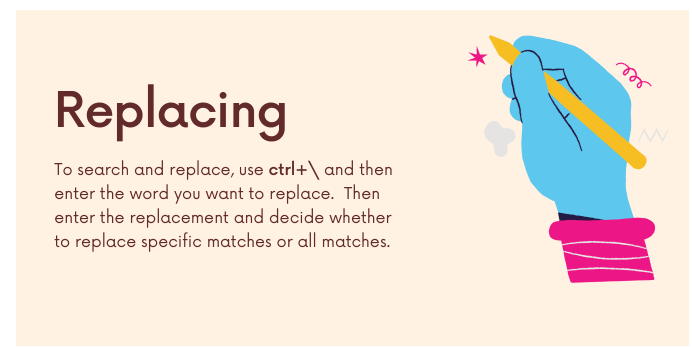 Replacing
To search and replace, use ctrl+\ and then
enter the word you want to replace.  Then
enter the replacement and decide whether
to replace specific matches or all matches.